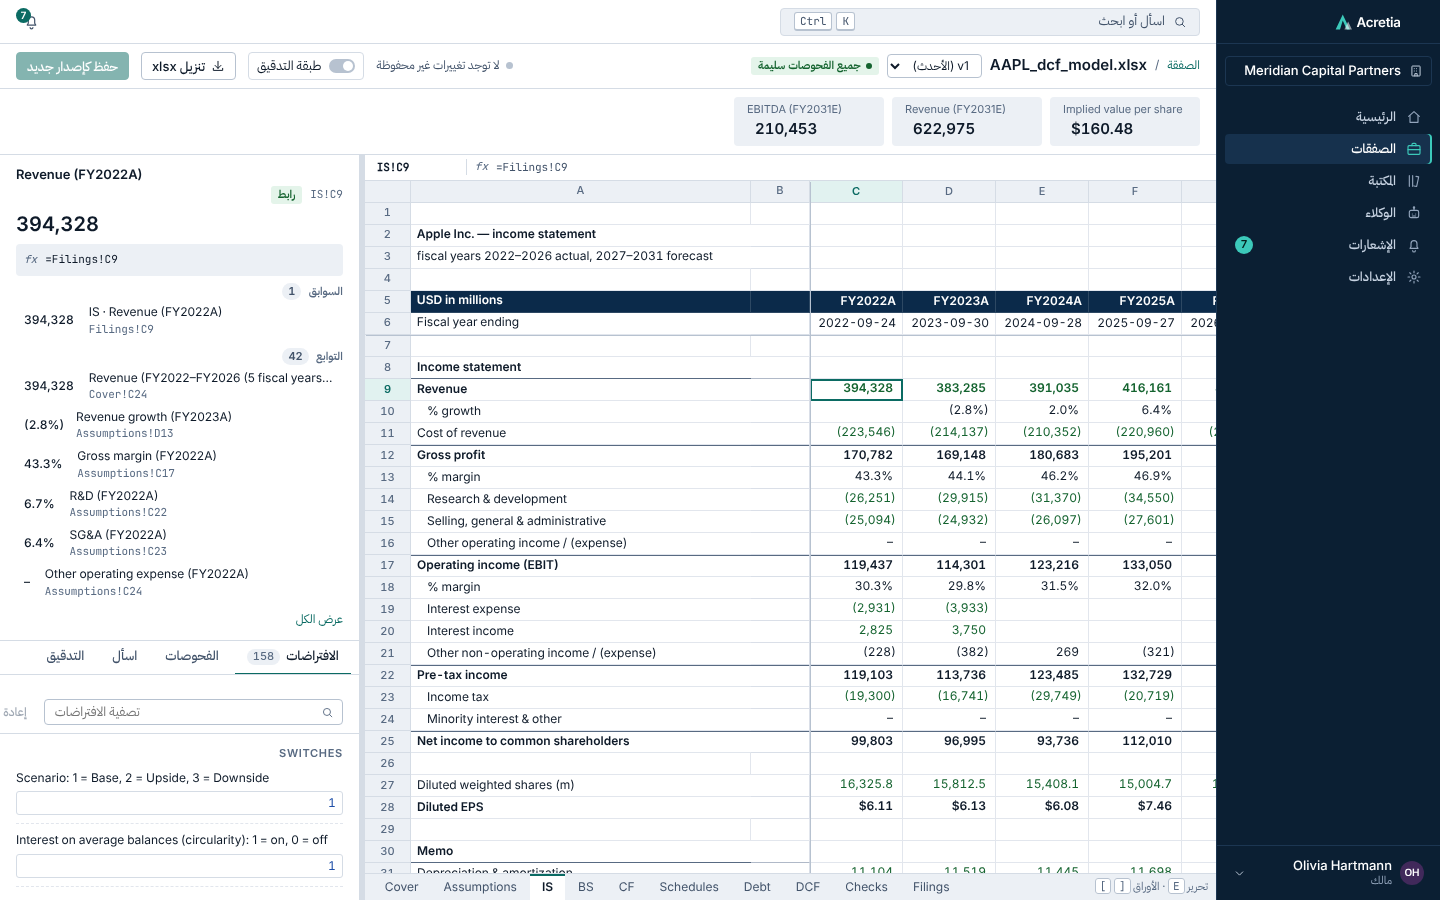 7
اسأل أو ابحث
Ctrl K
Acretia
Meridian Capital Partners
الرئيسية
الصفقات
المكتبة
الوكلاء
الإشعارات
7
الإعدادات
Olivia Hartmann
مالك
OH
الصفقة / AAPL_dcf_model.xlsx
v1 (الأحدث)
جميع الفحوصات سليمة
لا توجد تغييرات غير محفوظة
طبقة التدقيق
تنزيل xlsx
حفظ كإصدار جديد
Implied value per share
$160.48
Revenue (FY2031E)
622,975
EBITDA (FY2031E)
210,453
IS!C9 fx =Filings!C9
A B C D E F
1
2 Apple Inc. — income statement
3 fiscal years 2022–2026 actual, 2027–2031 forecast
4
5 USD in millions FY2022A FY2023A FY2024A FY2025A F
6 Fiscal year ending 2022-09-24 2023-09-30 2024-09-28 2025-09-27 2026
7
8 Income statement
9 Revenue 394,328 383,285 391,035 416,161
10 % growth (2.8%) 2.0% 6.4%
11 Cost of revenue (223,546) (214,137) (210,352) (220,960) (2
12 Gross profit 170,782 169,148 180,683 195,201
13 % margin 43.3% 44.1% 46.2% 46.9%
14 Research & development (26,251) (29,915) (31,370) (34,550)
15 Selling, general & administrative (25,094) (24,932) (26,097) (27,601)
16 Other operating income / (expense) – – – –
17 Operating income (EBIT) 119,437 114,301 123,216 133,050
18 % margin 30.3% 29.8% 31.5% 32.0%
19 Interest expense (2,931) (3,933)
20 Interest income 2,825 3,750
21 Other non-operating income / (expense) (228) (382) 269 (321)
22 Pre-tax income 119,103 113,736 123,485 132,729
23 Income tax (19,300) (16,741) (29,749) (20,719)
24 Minority interest & other – – – –
25 Net income to common shareholders 99,803 96,995 93,736 112,010
26
27 Diluted weighted shares (m) 16,325.8 15,812.5 15,408.1 15,004.7 1
28 Diluted EPS $6.11 $6.13 $6.08 $7.46
29
30 Memo
31 Depreciation & amortization 11,104 11,519 11,445 11,698
Cover Assumptions IS BS CF Schedules Debt DCF Checks Filings
تحرير E · الأوراق [ ]
Revenue (FY2022A)
IS!C9 رابط
394,328
fx =Filings!C9
السوابق 1
394,328 IS · Revenue (FY2022A)
Filings!C9
التوابع 42
394,328 Revenue (FY2022–FY2026 (5 fiscal years...
Cover!C24
(2.8%) Revenue growth (FY2023A)
Assumptions!D13
43.3% Gross margin (FY2022A)
Assumptions!C17
6.7% R&D (FY2022A)
Assumptions!C22
6.4% SG&A (FY2022A)
Assumptions!C23
– Other operating expense (FY2022A)
Assumptions!C24
عرض الكل
الافتراضات 158 الفحوصات اسأل التدقيق
تصفية الافتراضات
إعادة
SWITCHES
Scenario: 1 = Base, 2 = Upside, 3 = Downside
1
Interest on average balances (circularity): 1 = on, 0 = off
1